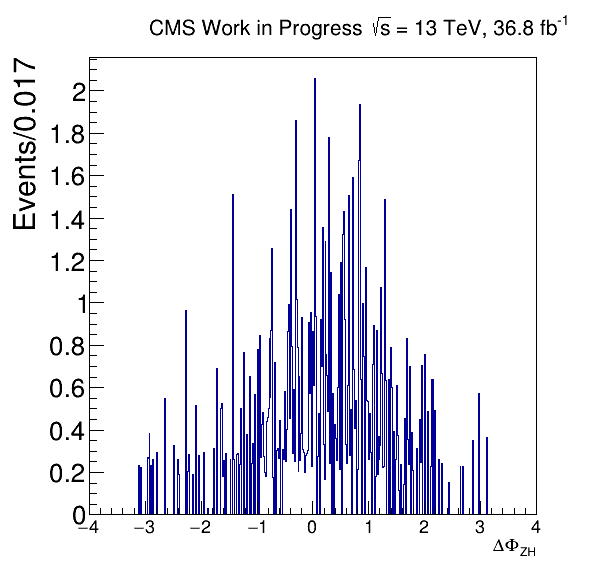 CMS Work in Progress √s = 13 TeV, 36.8 fb⁻¹
Events/0.017
2
1.8
1.6
1.4
1.2
1
0.8
0.6
0.4
0.2
0
−4 −3 −2 −1 0 1 2 3 4
ΔΦ_ZH